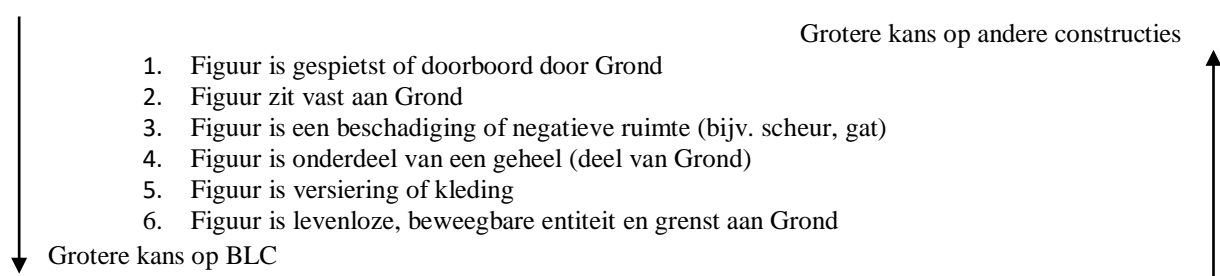 Grotere kans op andere constructies
1. Figuur is gespietst of doorboord door Grond
2. Figuur zit vast aan Grond
3. Figuur is een beschadiging of negatieve ruimte (bijv. scheur, gat)
4. Figuur is onderdeel van een geheel (deel van Grond)
5. Figuur is versiering of kleding
6. Figuur is levenloze, beweegbare entiteit en grenst aan Grond
Grotere kans op BLC